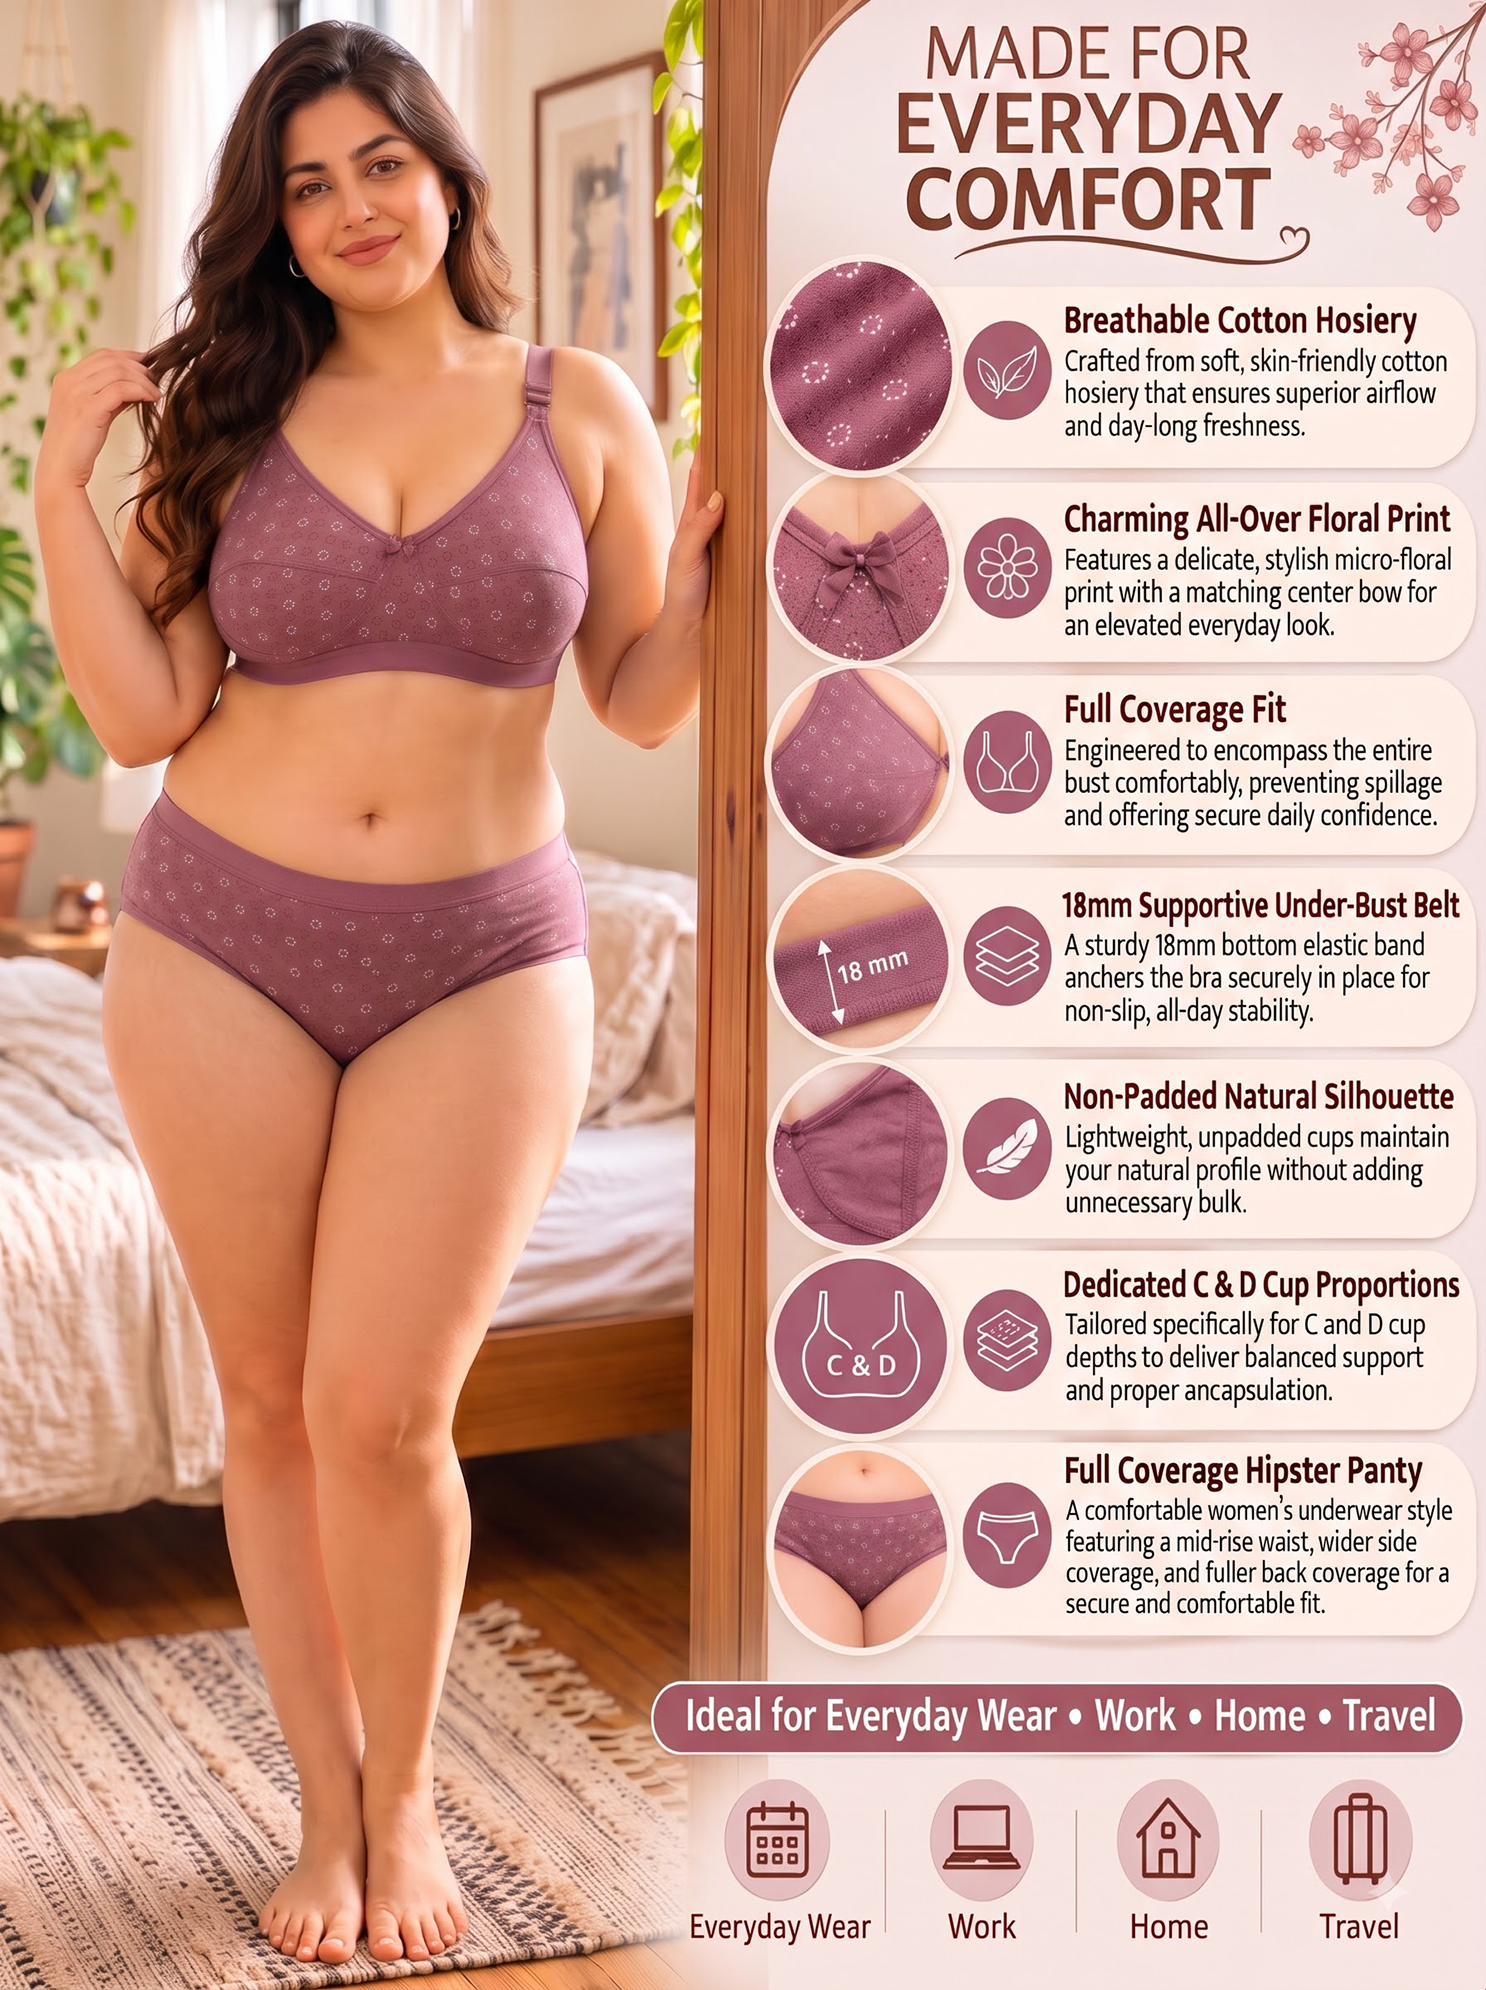 MADE FOR
EVERYDAY
COMFORT
Breathable Cotton Hosiery
Crafted from soft, skin-friendly cotton
hosiery that ensures superior airflow
and day-long freshness.
Charming All-Over Floral Print
Features a delicate, stylish micro-floral
print with a matching center bow for
an elevated everyday look.
Full Coverage Fit
Engineered to encompass the entire
bust comfortably, preventing spillage
and offering secure daily confidence.
18 mm
18mm Supportive Under-Bust Belt
A sturdy 18mm bottom elastic band
anchers the bra securely in place for
non-slip, all-day stability.
Non-Padded Natural Silhouette
Lightweight, unpadded cups maintain
your natural profile without adding
unnecessary bulk.
C & D
Dedicated C & D Cup Proportions
Tailored specifically for C and D cup
depths to deliver balanced support
and proper ancapsulation.
Full Coverage Hipster Panty
A comfortable women's underwear style
featuring a mid-rise waist, wider side
coverage, and fuller back coverage for a
secure and comfortable fit.
Ideal for Everyday Wear • Work • Home • Travel
Everyday Wear
Work
Home
Travel